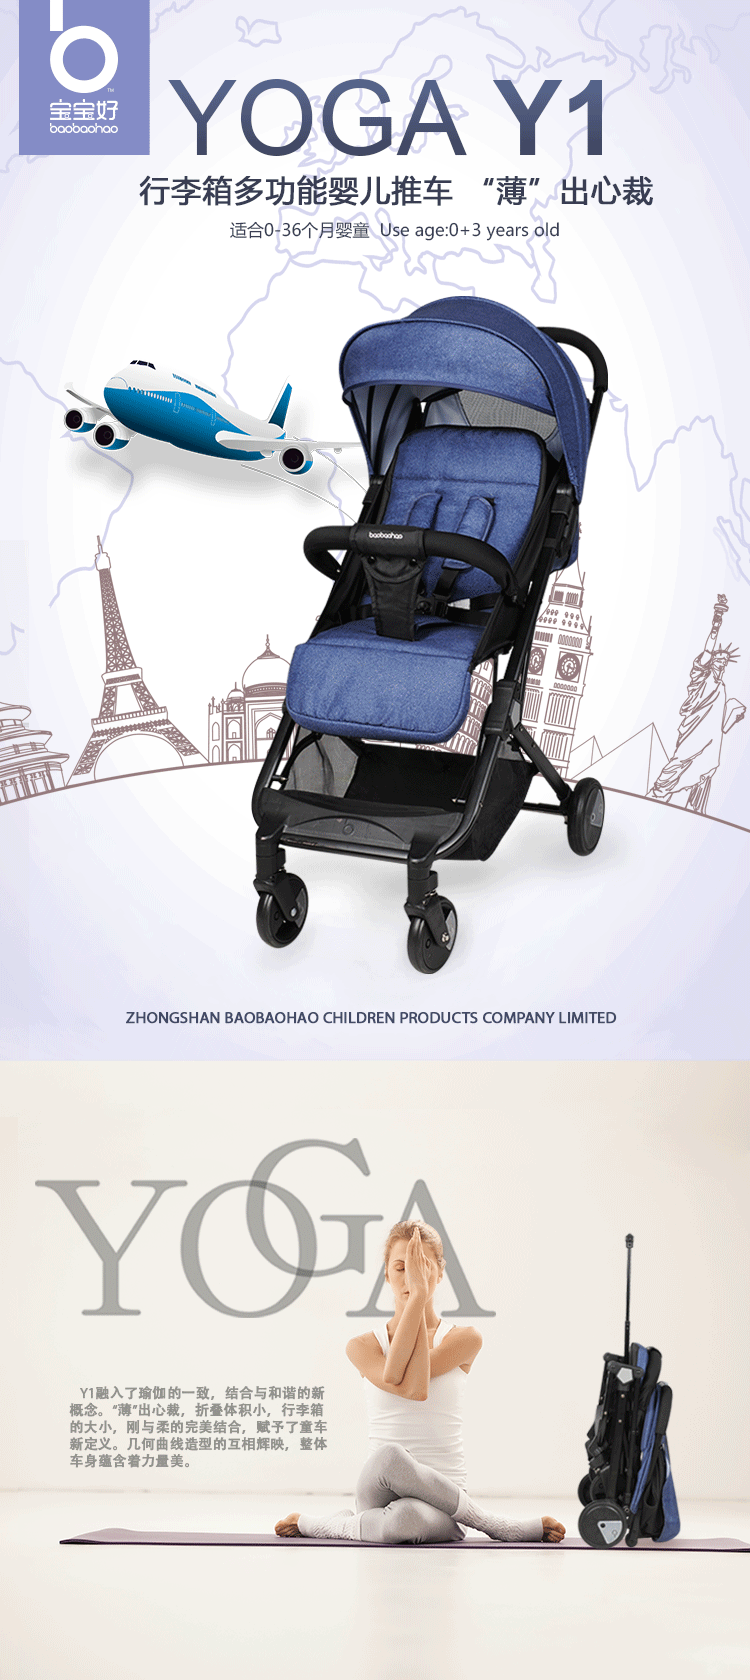 b
TM
宝宝好
baobaohao
YOGA Y1
行李箱多功能婴儿推车 “薄”出心裁
适合0-36个月婴童 Use age:0+3 years old
baobaohao
ZHONGSHAN BAOBAOHAO CHILDREN PRODUCTS COMPANY LIMITED
YOGA
Y1融入了瑜伽的一致，结合与和谐的新
概念。“薄”出心裁，折叠体积小，行李箱
的大小，刚与柔的完美结合，赋予了童车
新定义。几何曲线造型的互相辉映，整体
车身蕴含着力量美。